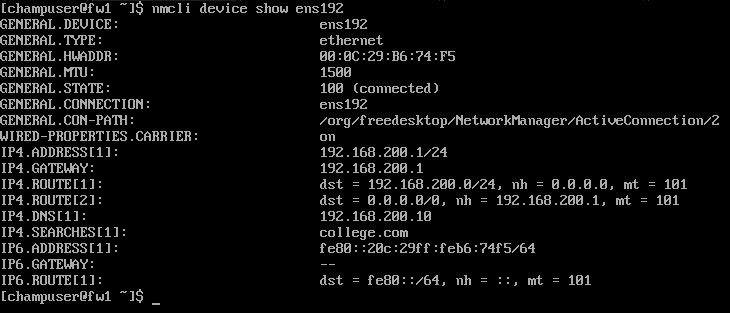 [champuser@fw1 ~]$ nmcli device show ens192
GENERAL.DEVICE: ens192
GENERAL.TYPE: ethernet
GENERAL.HWADDR: 00:0C:29:B6:74:F5
GENERAL.MTU: 1500
GENERAL.STATE: 100 (connected)
GENERAL.CONNECTION: ens192
GENERAL.CON-PATH: /org/freedesktop/NetworkManager/ActiveConnection/2
WIRED-PROPERTIES.CARRIER: on
IP4.ADDRESS[1]: 192.168.200.1/24
IP4.GATEWAY: 192.168.200.1
IP4.ROUTE[1]: dst = 192.168.200.0/24, nh = 0.0.0.0, mt = 101
IP4.ROUTE[2]: dst = 0.0.0.0/0, nh = 192.168.200.1, mt = 101
IP4.DNS[1]: 192.168.200.10
IP4.SEARCHES[1]: college.com
IP6.ADDRESS[1]: fe80::20c:29ff:feb6:74f5/64
IP6.GATEWAY: --
IP6.ROUTE[1]: dst = fe80::/64, nh = ::, mt = 101
[champuser@fw1 ~]$ _